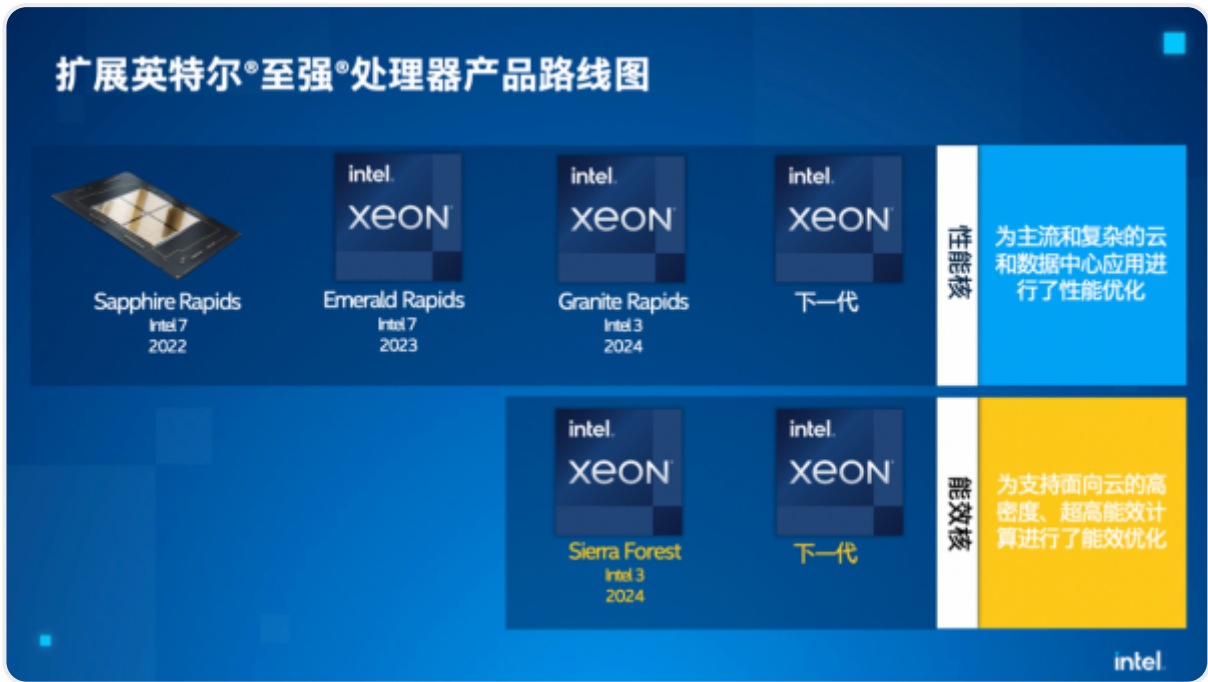 扩展英特尔®至强®处理器产品路线图
intel.
xeon
Sapphire Rapids
Intel 7
2022
intel.
xeon
Emerald Rapids
Intel 7
2023
intel.
xeon
Granite Rapids
Intel 3
2024
intel.
xeon
下一代
性能核
为主流和复杂的云
和数据中心应用进
行了性能优化
intel.
xeon
Sierra Forest
Intel 3
2024
下一代
能效核
为支持面向云的高
密度、超高能效计
算进行了能效优化
intel.